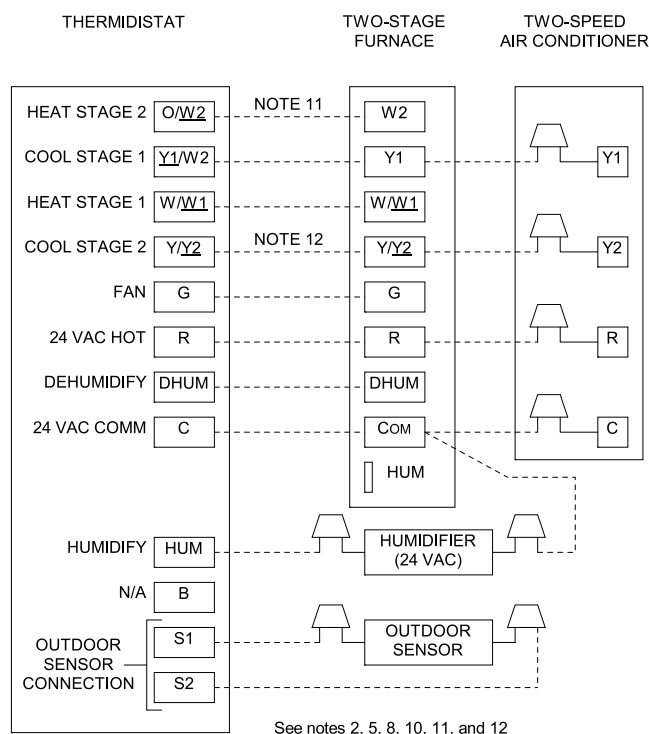 THERMIDISTAT
TWO-STAGE
FURNACE
TWO-SPEED
AIR CONDITIONER
HEAT STAGE 2 O/W2 NOTE 11 W2
COOL STAGE 1 Y1/W2 Y1 Y1
HEAT STAGE 1 W/W1 W/W1
COOL STAGE 2 Y/Y2 NOTE 12 Y/Y2 Y2
FAN G G
24 VAC HOT R R R
DEHUMIDIFY DHUM DHUM
24 VAC COMM C COM C
HUM
HUMIDIFY HUM HUMIDIFIER
(24 VAC)
N/A B
OUTDOOR
SENSOR
CONNECTION
S1
S2
OUTDOOR
SENSOR
See notes 2, 5, 8, 10, 11, and 12